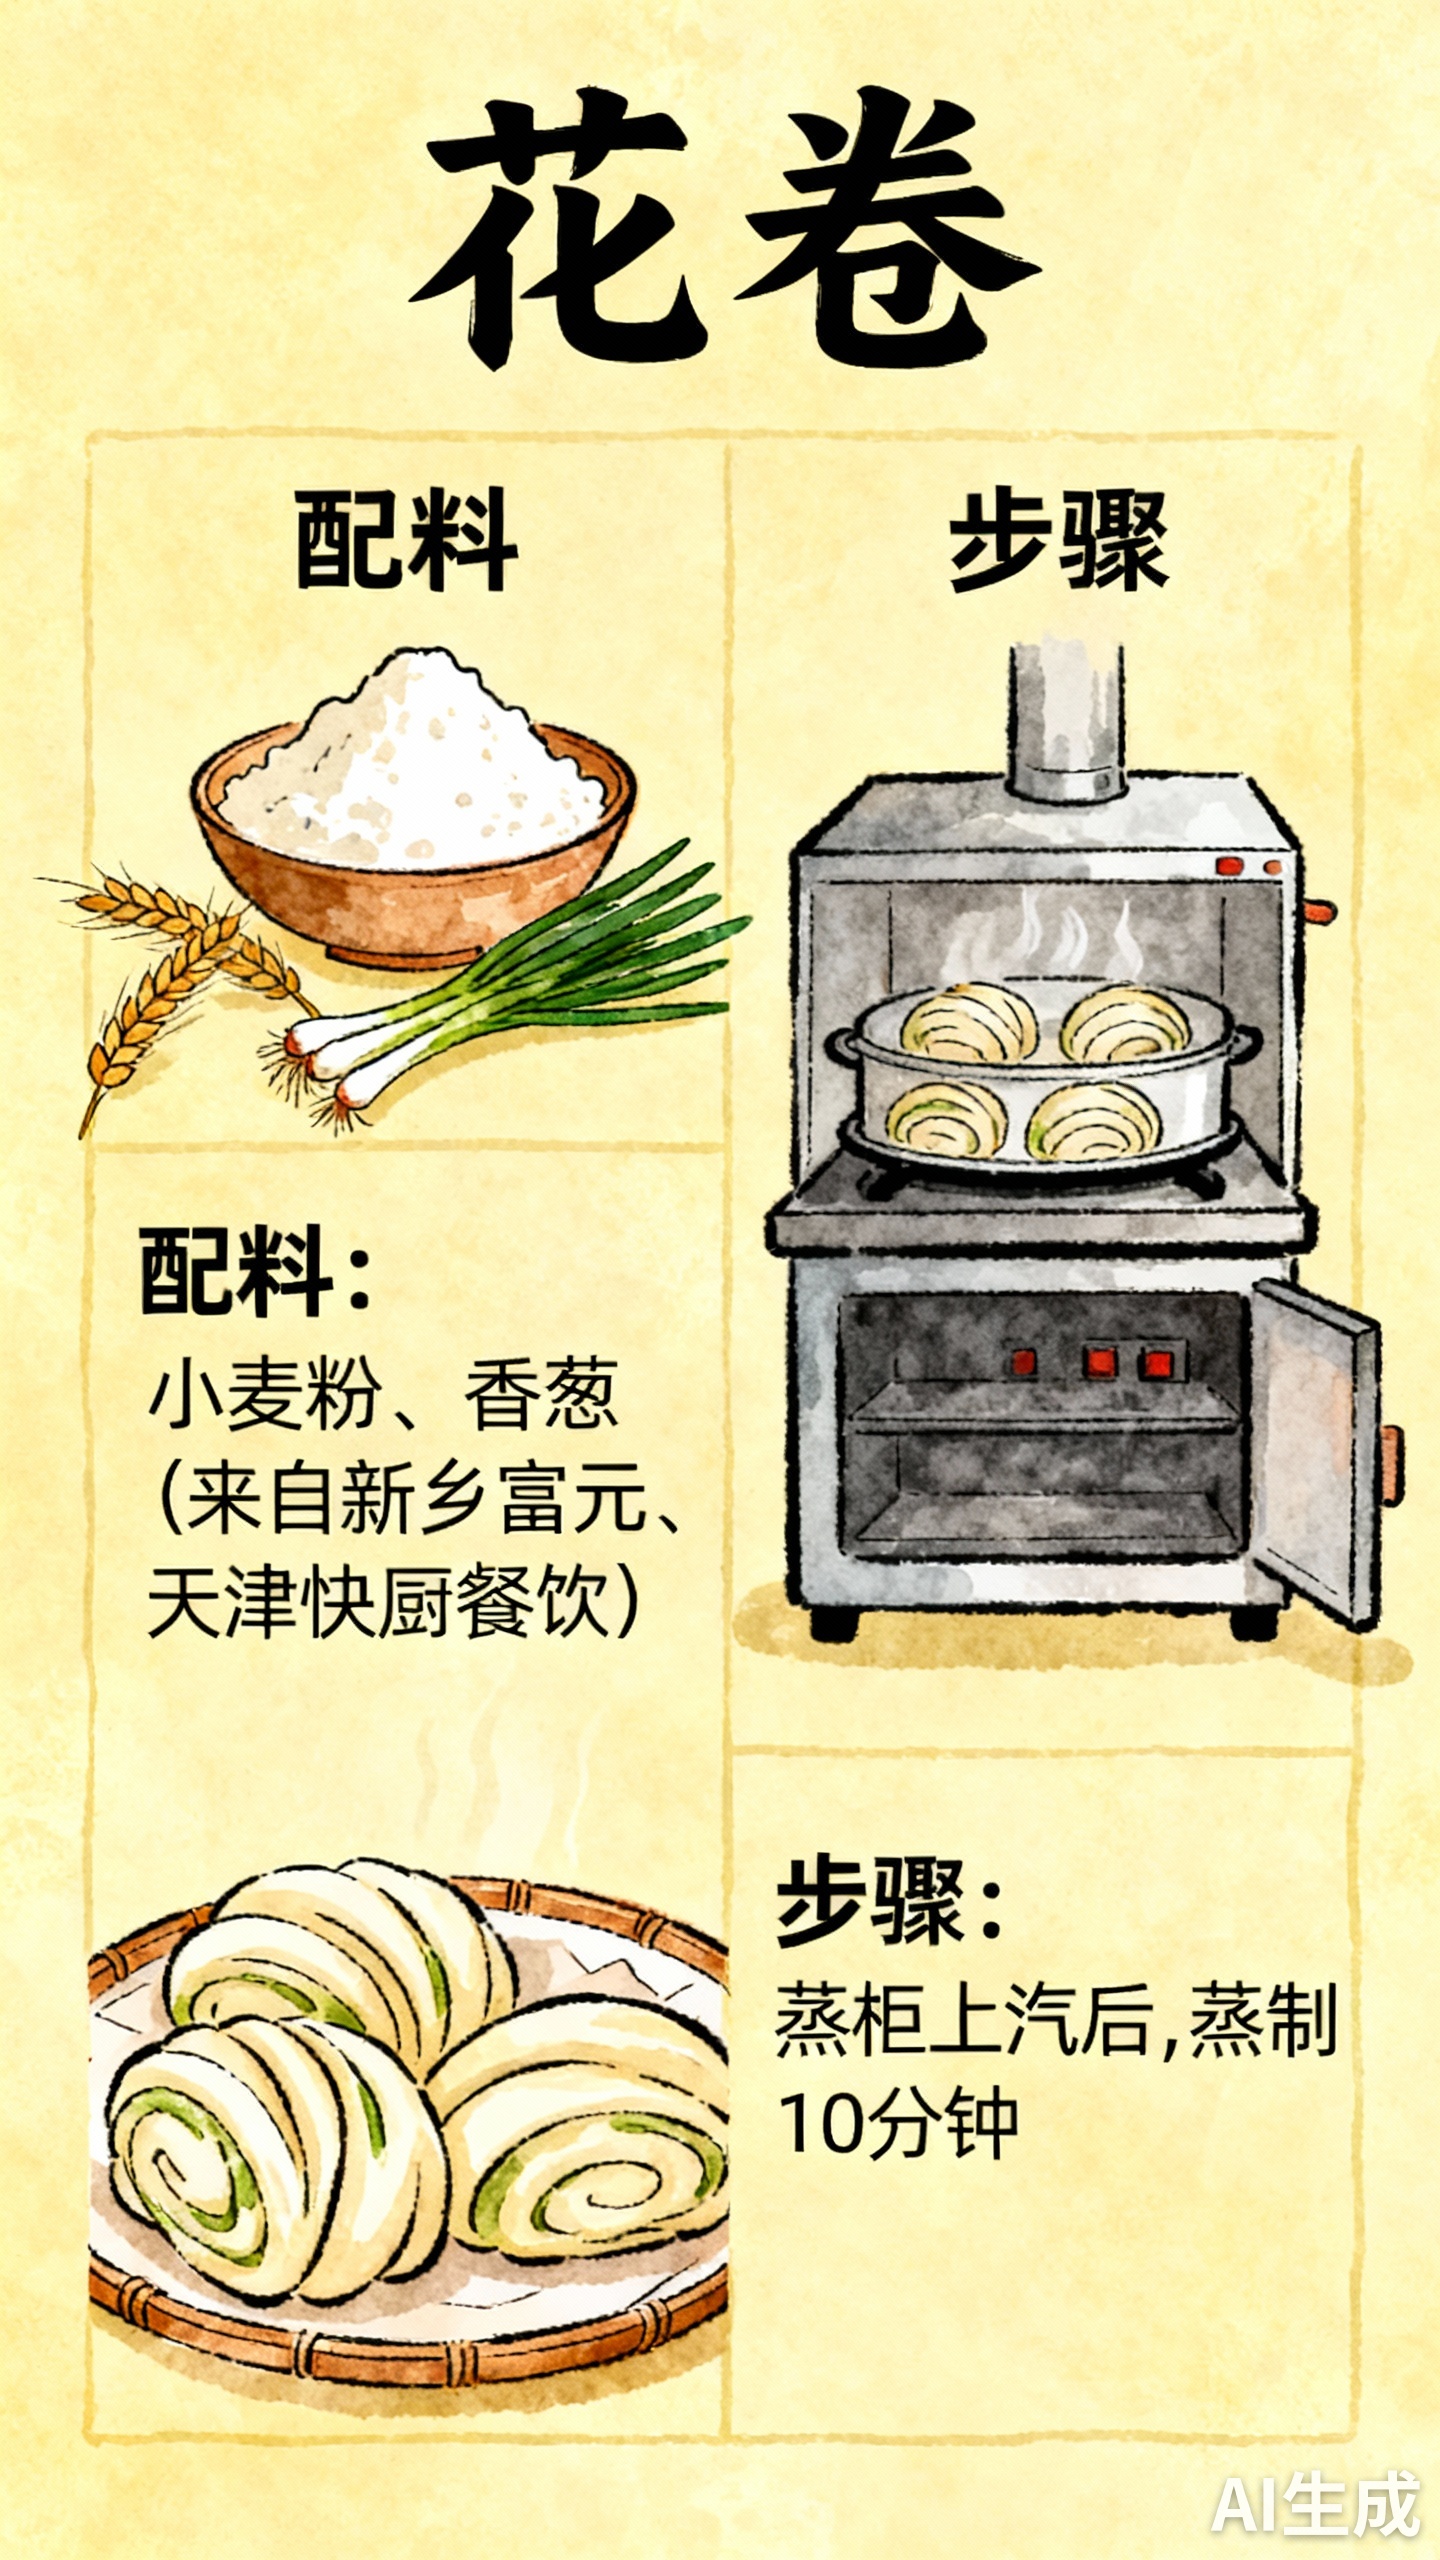 花卷
配料
步骤
配料：
小麦粉、香葱
（来自新乡富元、
天津快厨餐饮）
步骤：
蒸柜上汽后,蒸制
10分钟
AI生成